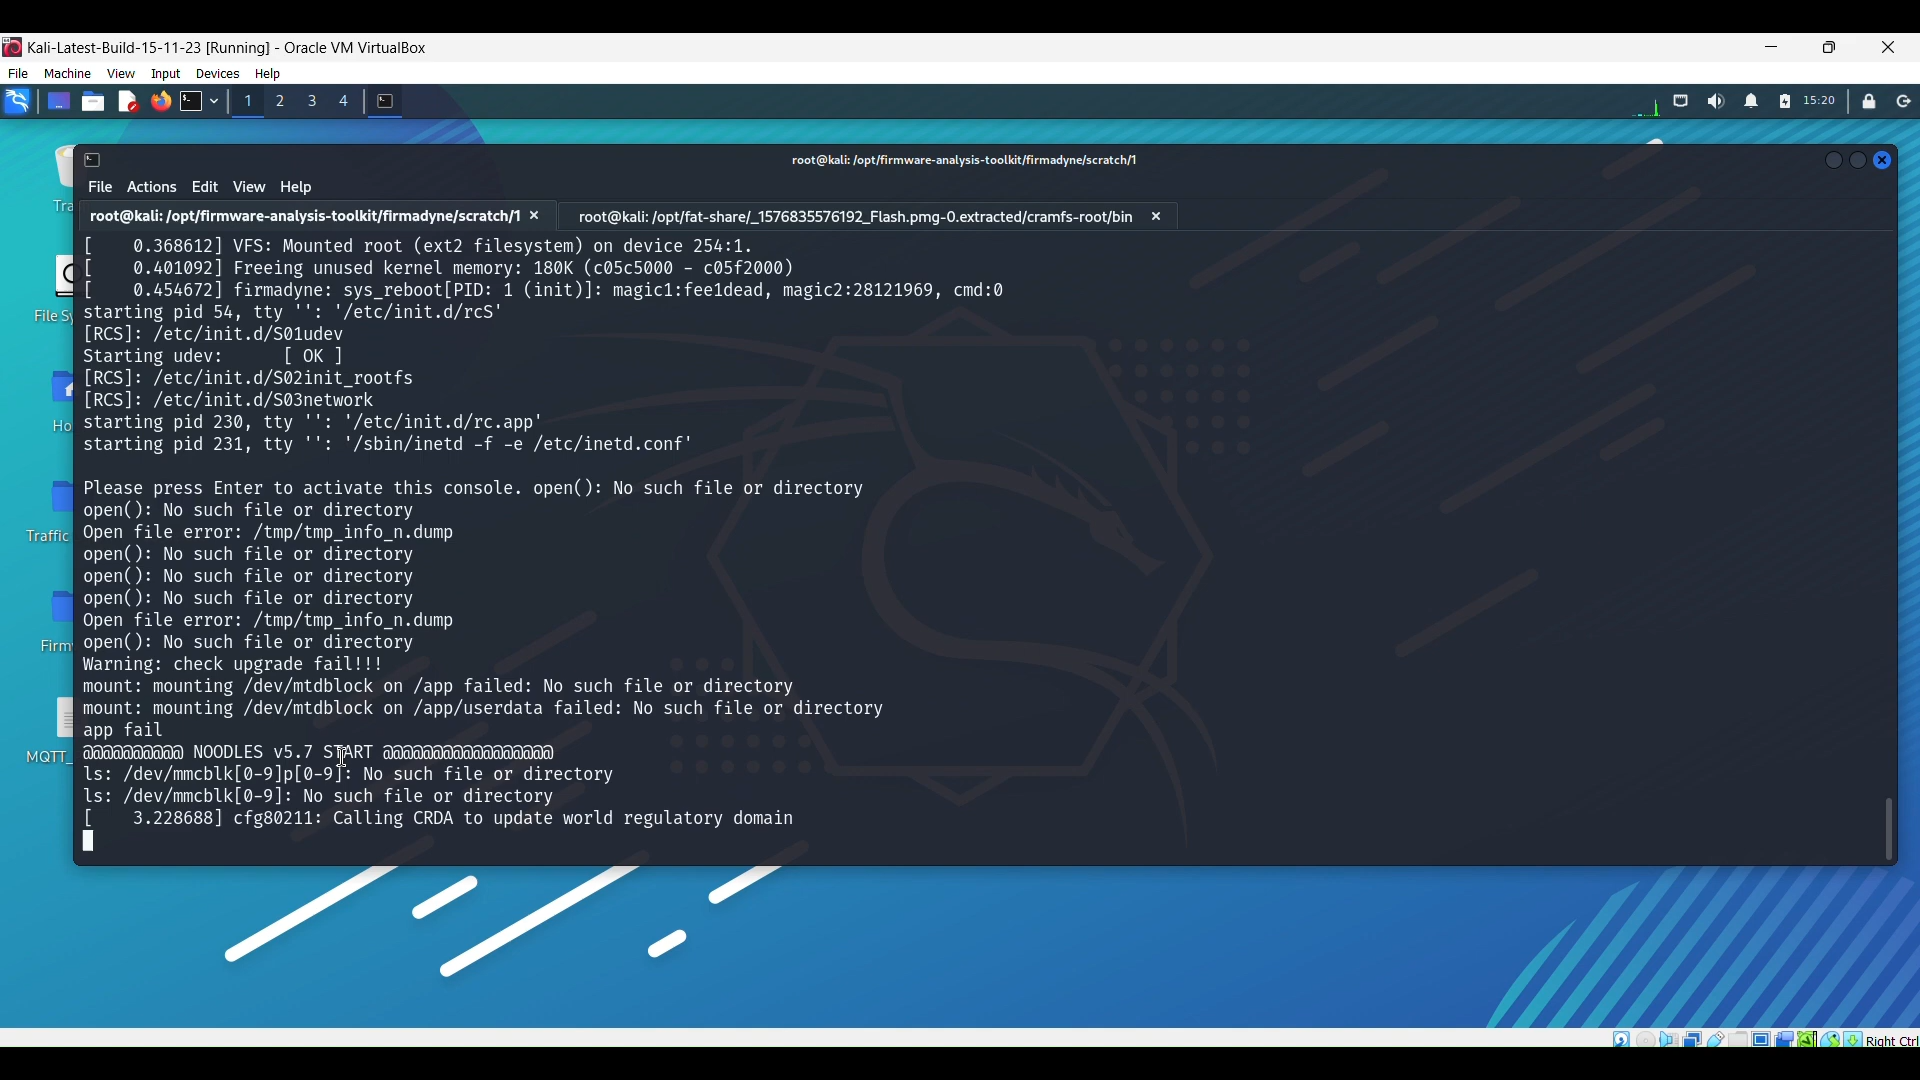 Kali-Latest-Build-15-11-23 [Running] - Oracle VM VirtualBox
File Machine View Input Devices Help
1 2 3 4 15:20
root@kali: /opt/firmware-analysis-toolkit/firmadyne/scratch/1
File Actions Edit View Help
root@kali: /opt/firmware-analysis-toolkit/firmadyne/scratch/1 × root@kali: /opt/fat-share/_1576835576192_Flash.pmg-0.extracted/cramfs-root/bin ×
[    0.368612] VFS: Mounted root (ext2 filesystem) on device 254:1.
[    0.401092] Freeing unused kernel memory: 180K (c05c5000 - c05f2000)
[    0.454672] firmadyne: sys_reboot[PID: 1 (init)]: magic1:fee1dead, magic2:28121969, cmd:0
starting pid 54, tty '': '/etc/init.d/rcS'
[RCS]: /etc/init.d/S01udev
Starting udev:      [ OK ]
[RCS]: /etc/init.d/S02init_rootfs
[RCS]: /etc/init.d/S03network
starting pid 230, tty '': '/etc/init.d/rc.app'
starting pid 231, tty '': '/sbin/inetd -f -e /etc/inetd.conf'
Please press Enter to activate this console. open(): No such file or directory
open(): No such file or directory
Open file error: /tmp/tmp_info_n.dump
open(): No such file or directory
open(): No such file or directory
open(): No such file or directory
Open file error: /tmp/tmp_info_n.dump
open(): No such file or directory
Warning: check upgrade fail!!!
mount: mounting /dev/mtdblock on /app failed: No such file or directory
mount: mounting /dev/mtdblock on /app/userdata failed: No such file or directory
app fail
@@@@@@@@@@ NOODLES v5.7 START @@@@@@@@@@@@@@@@@
ls: /dev/mmcblk[0-9]p[0-9]: No such file or directory
ls: /dev/mmcblk[0-9]: No such file or directory
[    3.228688] cfg80211: Calling CRDA to update world regulatory domain
Tra
File Sy
Ho
Traffic
Firm
MQTT_
Right Ctrl